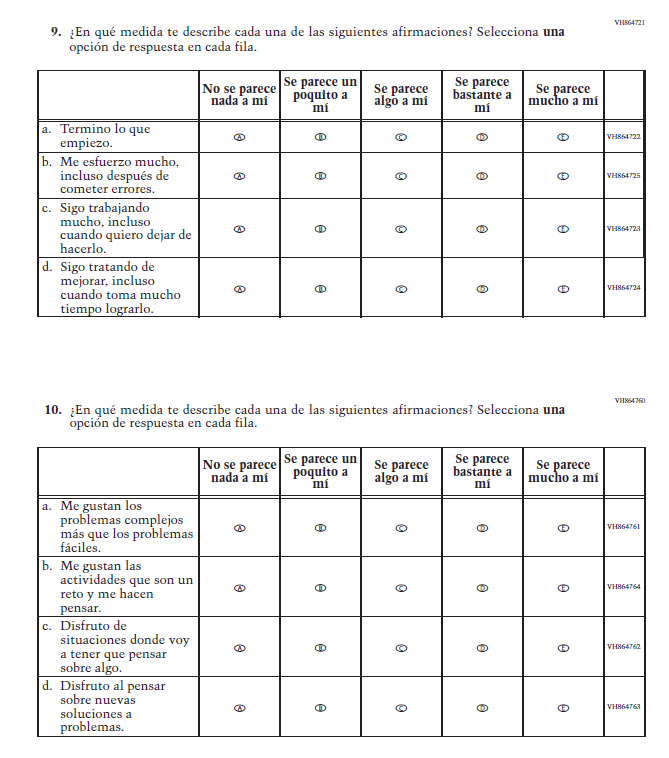 VH864721
9. ¿En qué medida te describe cada una de las siguientes afirmaciones? Selecciona una
opción de respuesta en cada fila.
No se parece nada a mí
Se parece un poquito a mí
Se parece algo a mí
Se parece bastante a mí
Se parece mucho a mí
a. Termino lo que
empiezo.
A B C D E VH864722
b. Me esfuerzo mucho,
incluso después de
cometer errores.
A B C D E VH864725
c. Sigo trabajando
mucho, incluso
cuando quiero dejar de
hacerlo.
A B C D E VH864723
d. Sigo tratando de
mejorar, incluso
cuando toma mucho
tiempo lograrlo.
A B C D E VH864724
VH864760
10. ¿En qué medida te describe cada una de las siguientes afirmaciones? Selecciona una
opción de respuesta en cada fila.
No se parece nada a mí
Se parece un poquito a mí
Se parece algo a mí
Se parece bastante a mí
Se parece mucho a mí
a. Me gustan los
problemas complejos
más que los problemas
fáciles.
A B C D E VH864761
b. Me gustan las
actividades que son un
reto y me hacen
pensar.
A B C D E VH864764
c. Disfruto de
situaciones donde voy
a tener que pensar
sobre algo.
A B C D E VH864762
d. Disfruto al pensar
sobre nuevas
soluciones a
problemas.
A B C D E VH864763